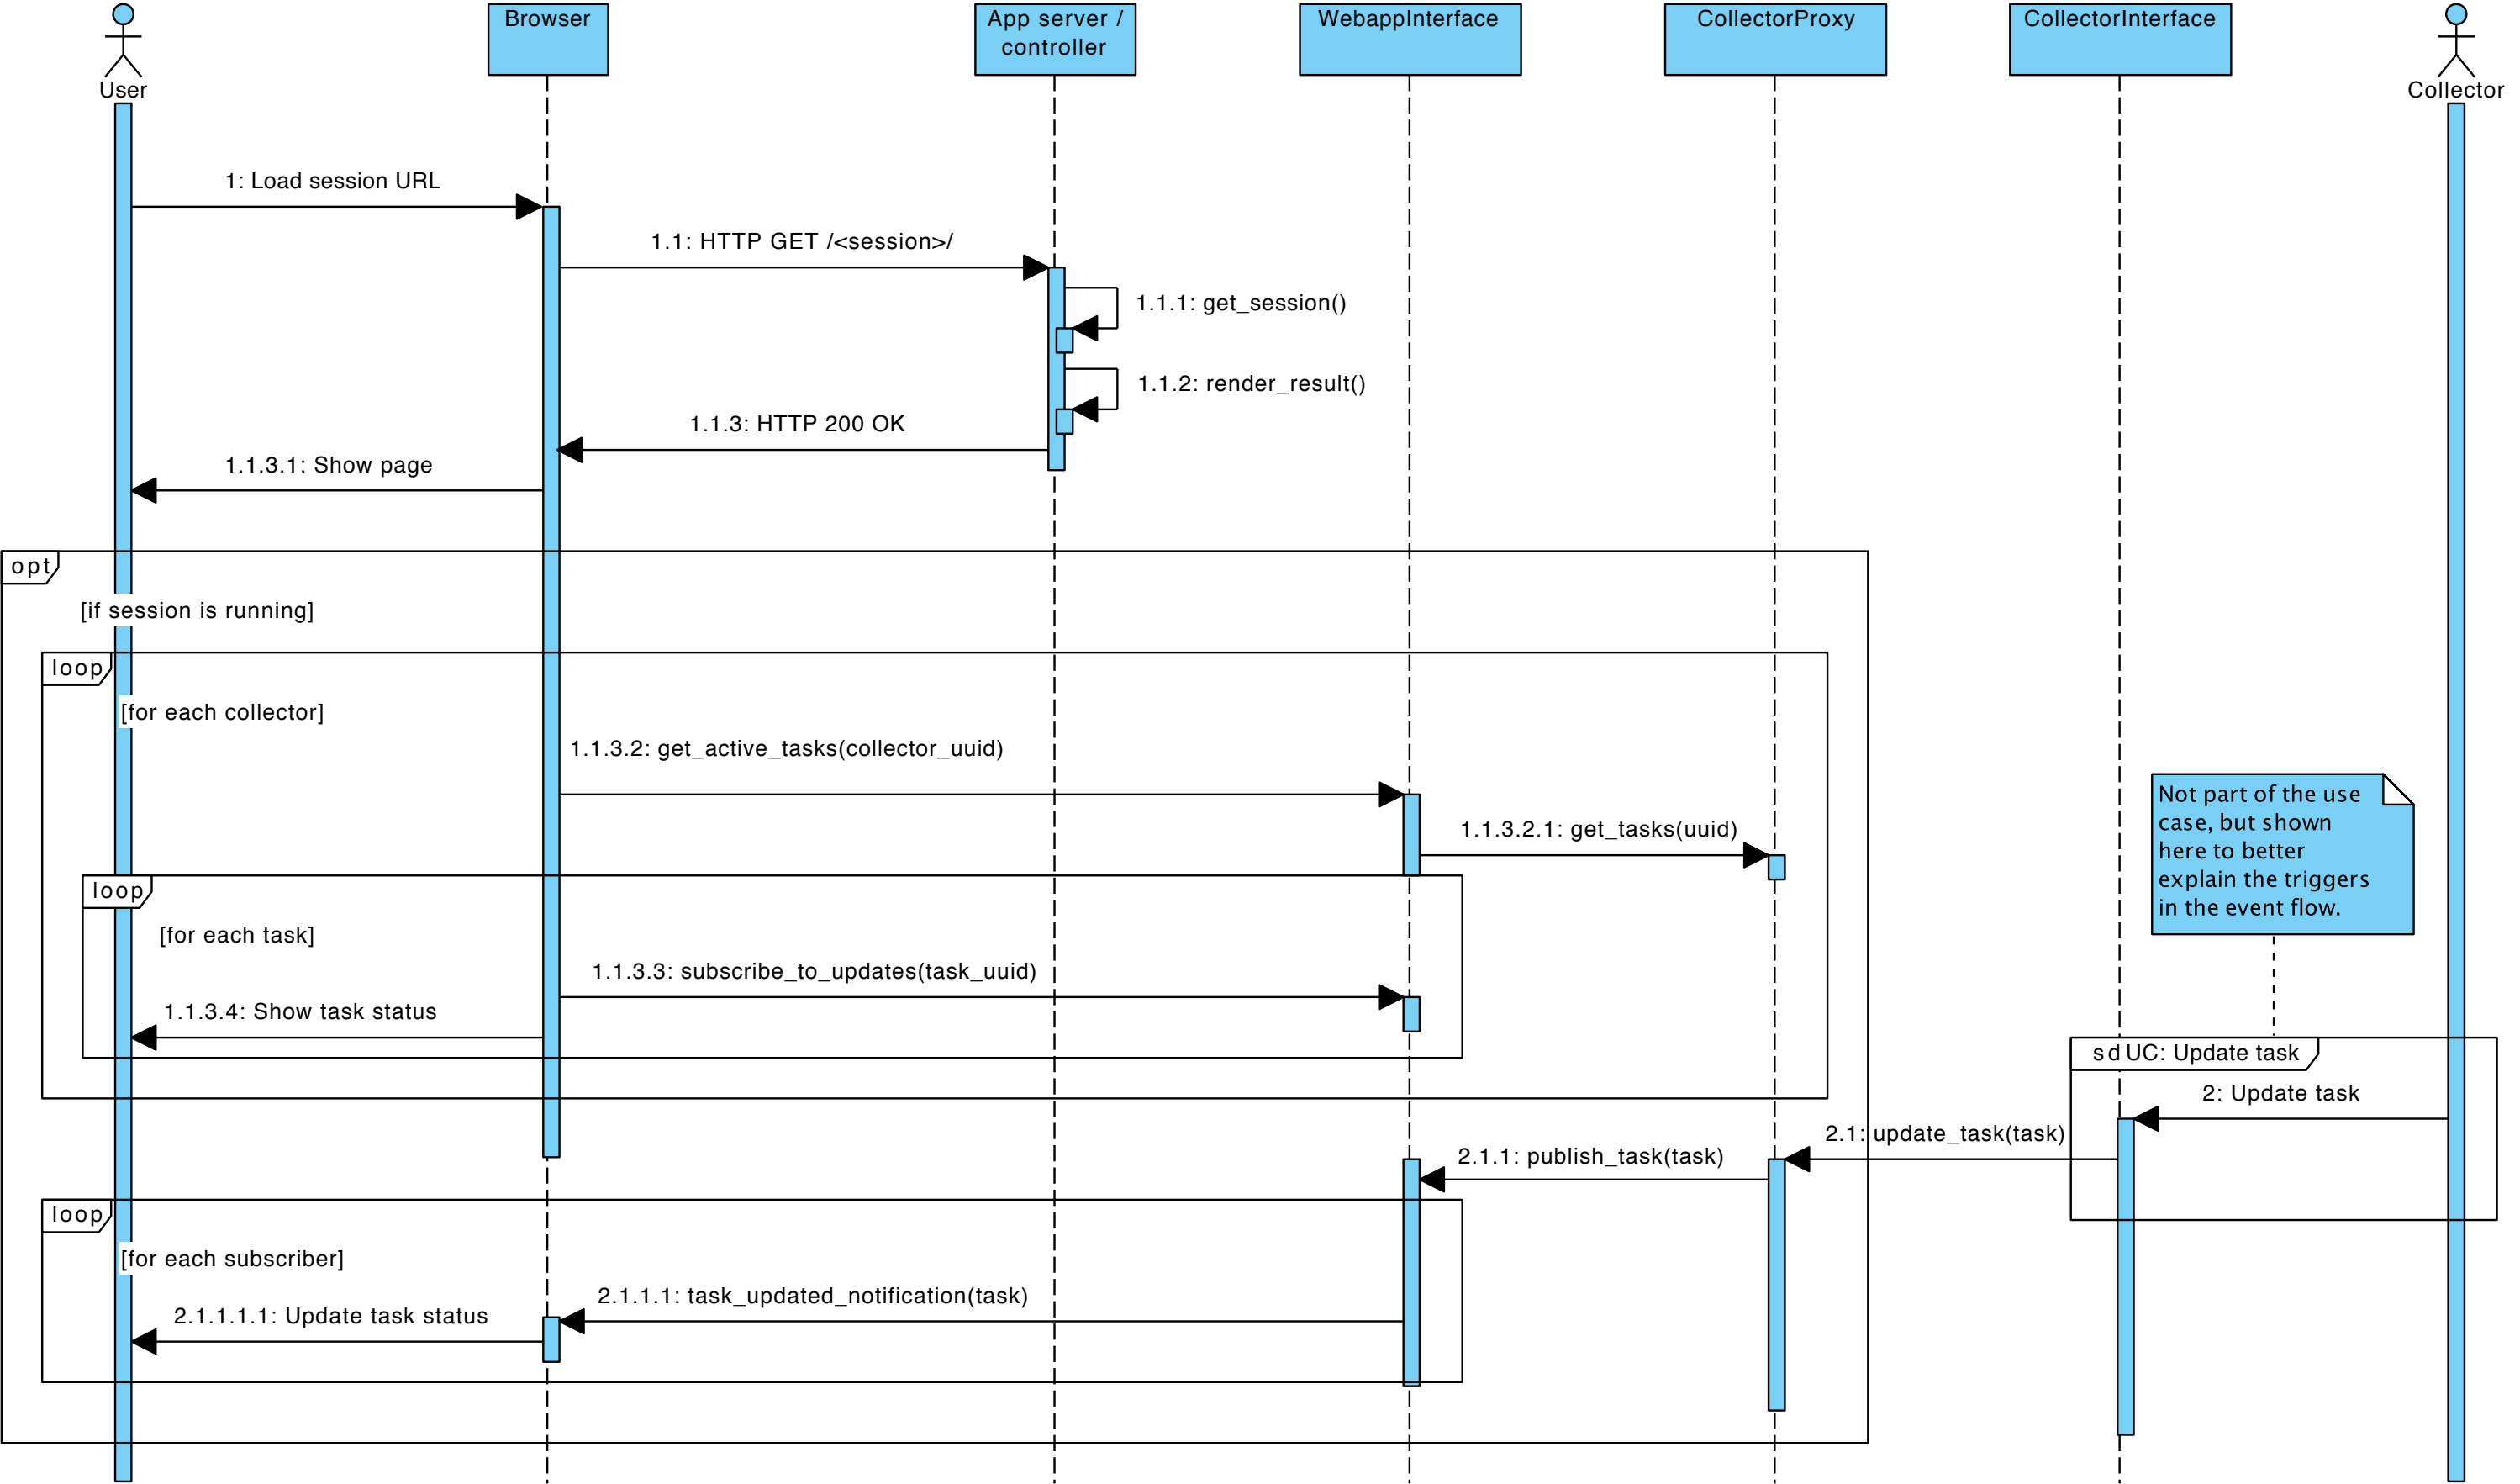 User
Browser
App server /
controller
WebappInterface
CollectorProxy
CollectorInterface
Collector
1: Load session URL
1.1: HTTP GET /<session>/
1.1.1: get_session()
1.1.2: render_result()
1.1.3: HTTP 200 OK
1.1.3.1: Show page
opt
[if session is running]
loop
[for each collector]
1.1.3.2: get_active_tasks(collector_uuid)
1.1.3.2.1: get_tasks(uuid)
Not part of the use
case, but shown
here to better
explain the triggers
in the event flow.
loop
[for each task]
1.1.3.3: subscribe_to_updates(task_uuid)
1.1.3.4: Show task status
sd UC: Update task
2: Update task
2.1: update_task(task)
2.1.1: publish_task(task)
loop
[for each subscriber]
2.1.1.1: task_updated_notification(task)
2.1.1.1.1: Update task status